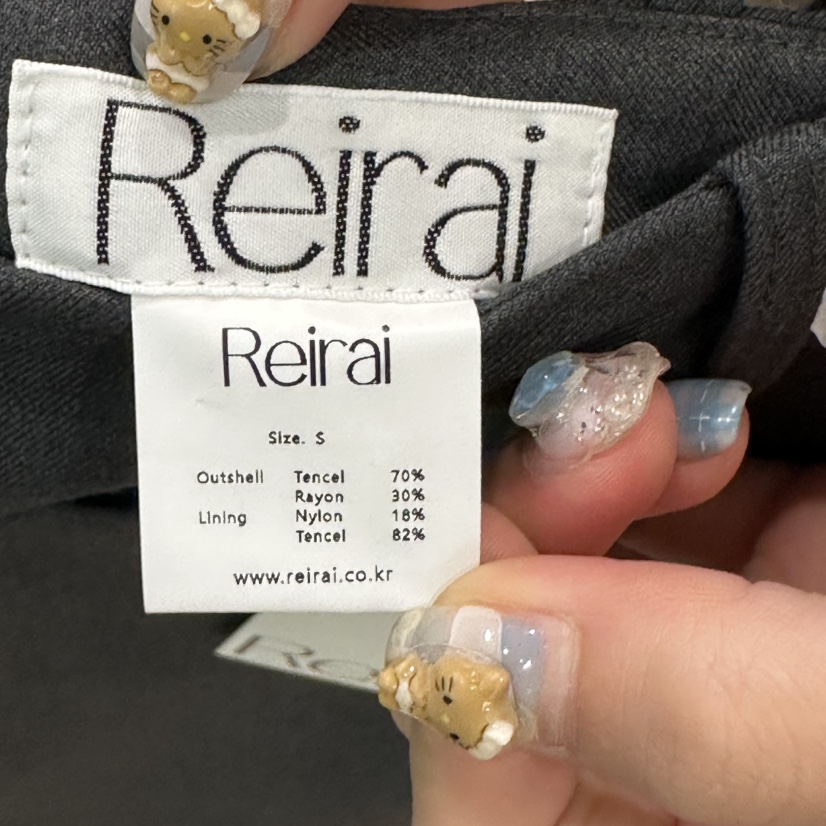 Reirai
Reirai
Size. S
Outshell Tencel 70%
Rayon 30%
Lining Nylon 18%
Tencel 82%
www.reirai.co.kr